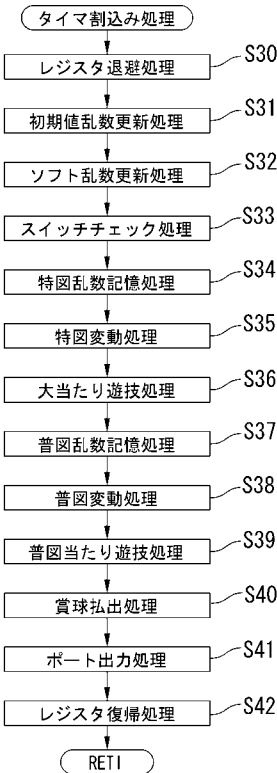 タイマ割込み処理
レジスタ退避処理 S30
初期値乱数更新処理 S31
ソフト乱数更新処理 S32
スイッチチェック処理 S33
特図乱数記憶処理 S34
特図変動処理 S35
大当たり遊技処理 S36
普図乱数記憶処理 S37
普図変動処理 S38
普図当たり遊技処理 S39
賞球払出処理 S40
ポート出力処理 S41
レジスタ復帰処理 S42
RETI